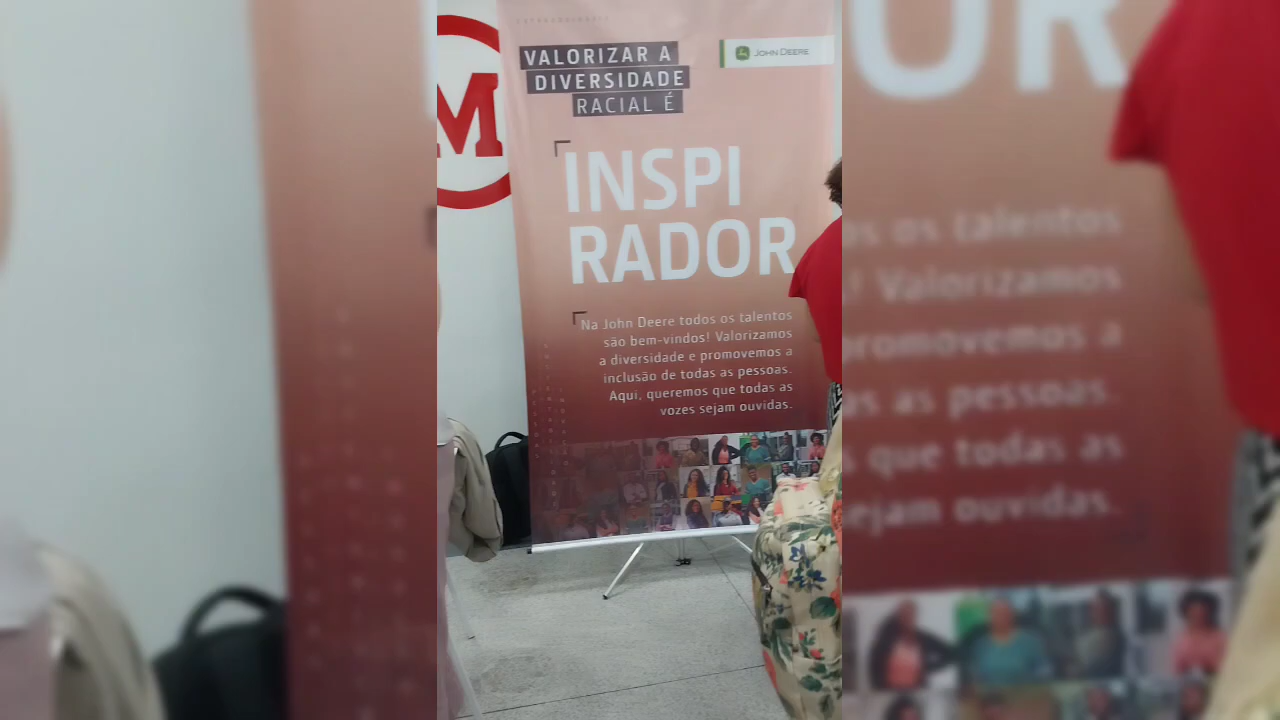 VALORIZAR A
DIVERSIDADE
RACIAL É
JOHN DEERE
M
INSPI
RADOR
Na John Deere todos os talentos
são bem-vindos! Valorizamos
a diversidade e promovemos a
inclusão de todas as pessoas.
Aqui, queremos que todas as
vozes sejam ouvidas.